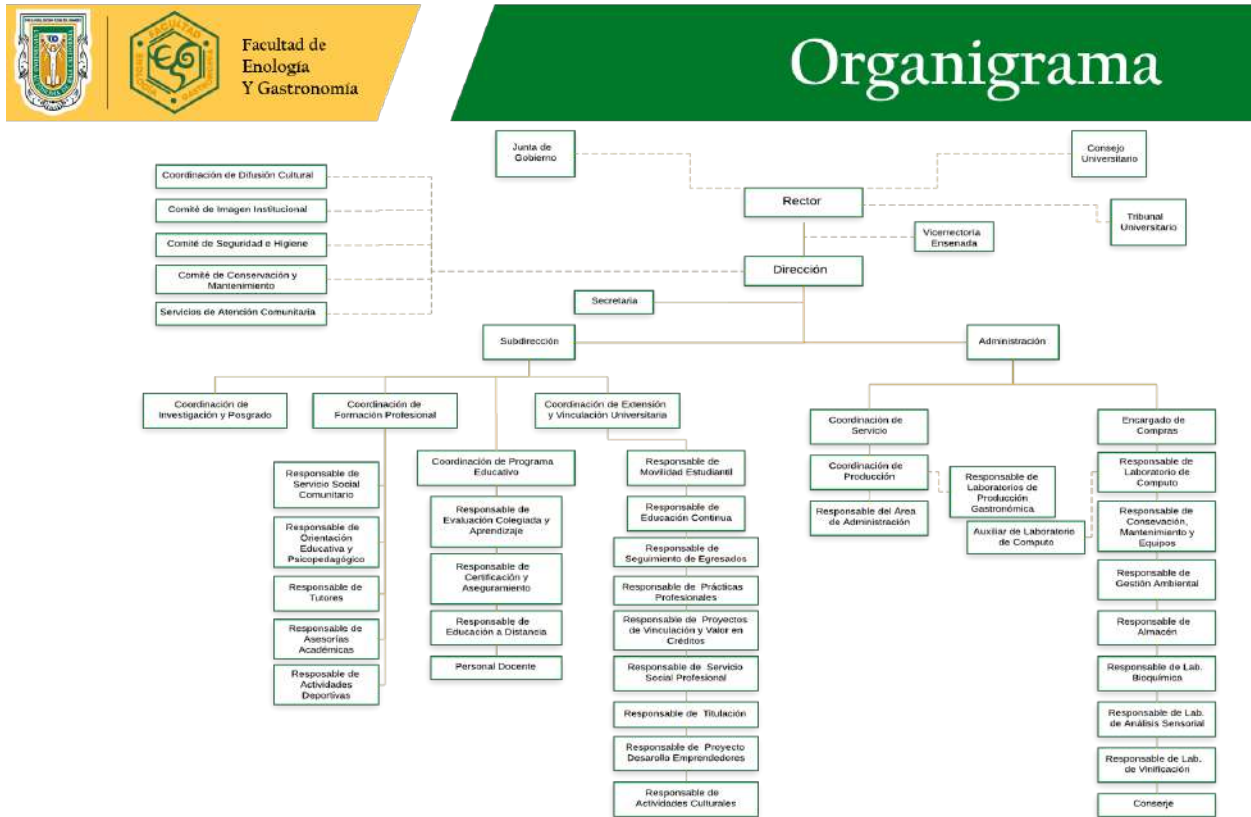 Facultad de
Enología
Y Gastronomía
Organigrama
Junta de
Gobierno
Consejo
Universitario
Rector
Tribunal
Universitario
Vicerrectoría
Ensenada
Coordinación de Difusión Cultural
Comité de Imagen Institucional
Comité de Seguridad e Higiene
Comité de Conservación y
Mantenimiento
Servicios de Atención Comunitaria
Dirección
Secretaria
Subdirección
Administración
Coordinación de
Investigación y Posgrado
Coordinación de
Formación Profesional
Coordinación de Extensión
y Vinculación Universitaria
Responsable de
Servicio Social
Comunitario
Responsable de
Orientación
Educativa y
Psicopedagógico
Responsable de
Tutores
Responsable de
Asesorías
Académicas
Resposable de
Actividades
Deportivas
Coordinación de Programa
Educativo
Responsable de
Evaluación Colegiada y
Aprendizaje
Responsable de
Certificación y
Aseguramiento
Responsable de
Educación a Distancia
Personal Docente
Responsable de
Movilidad Estudiantil
Responsable de
Educación Continua
Responsable de
Seguimiento de Egresados
Responsable de Prácticas
Profesionales
Responsable de Proyectos
de Vinculación y Valor en
Créditos
Responsable de Servicio
Social Profesional
Responsable de Titulación
Responsable de Proyecto
Desarollo Emprendedores
Responsable de
Actividades Culturales
Coordinación de
Servicio
Coordinación de
Producción
Responsable del Área
de Administración
Responsable de
Laboratorios de
Producción
Gastronómica
Auxiliar de Laboratorio
de Computo
Encargado de
Compras
Responsable de
Laboratorio de
Computo
Responsable de
Consevación,
Mantenimiento y
Equipos
Responsable de
Gestión Ambiental
Responsable de
Almacén
Responsable de Lab.
Bioquímica
Responsable de Lab.
de Análisis Sensorial
Responsable de Lab.
de Vinificación
Conserje